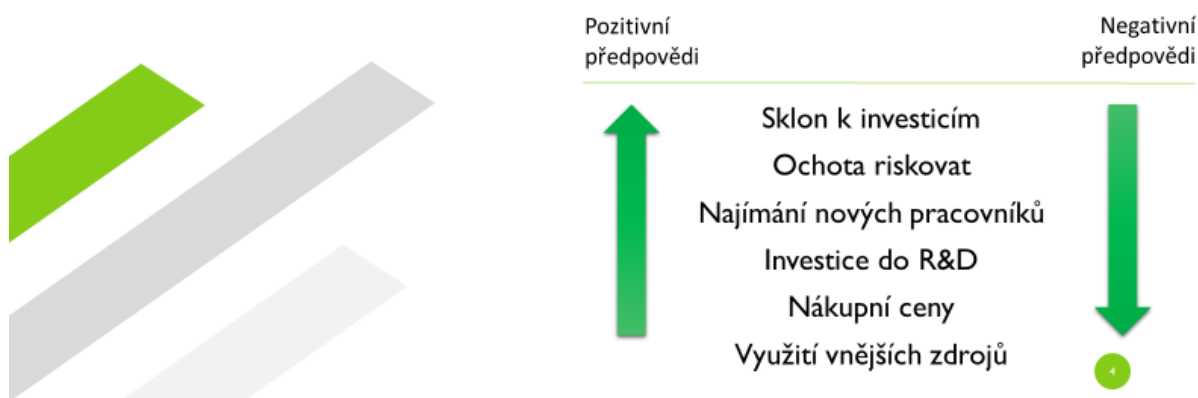 Pozitivní
předpovědi
Negativní
předpovědi
Sklon k investicím
Ochota riskovat
Najímání nových pracovníků
Investice do R&D
Nákupní ceny
Využití vnějších zdrojů
4